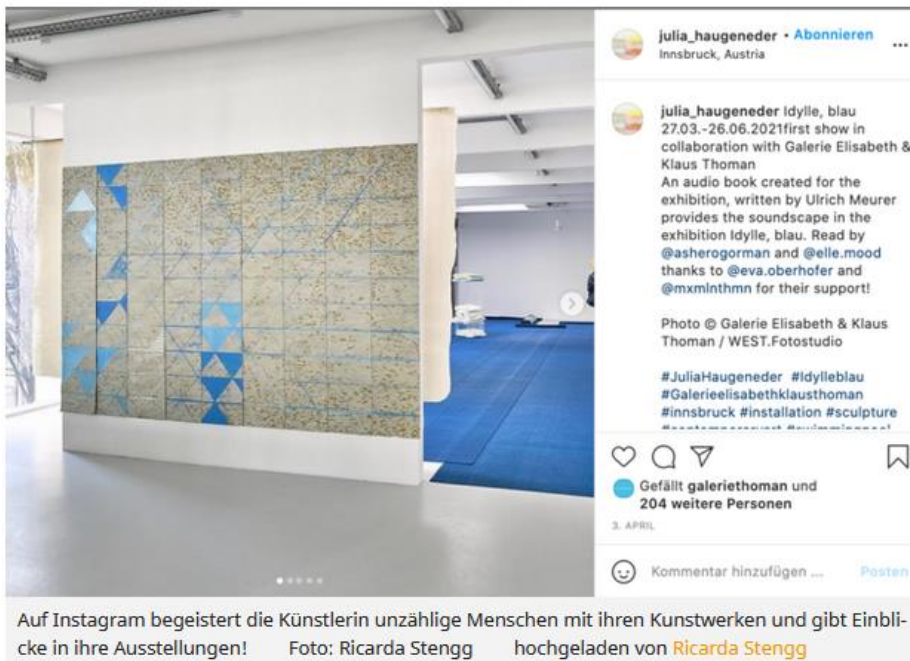 julia_haugeneder • Abonnieren
Innsbruck, Austria
julia_haugeneder Idylle, blau
27.03.-26.06.2021first show in
collaboration with Galerie Elisabeth &
Klaus Thoman
An audio book created for the
exhibition, written by Ulrich Meurer
provides the soundscape in the
exhibition Idylle, blau. Read by
@asherogorman and @elle.mood
thanks to @eva.oberhofer and
@mxmlnthmn for their support!
Photo © Galerie Elisabeth & Klaus
Thoman / WEST.Fotostudio
#JuliaHaugeneder #Idylleblau
#Galerieelisabethklausthoman
#innsbruck #installation #sculpture
Gefällt galeriethoman und
204 weitere Personen
3. APRIL
Kommentar hinzufügen ... Posten
Auf Instagram begeistert die Künstlerin unzählige Menschen mit ihren Kunstwerken und gibt Einbli-
cke in ihre Ausstellungen! Foto: Ricarda Stengg hochgeladen von Ricarda Stengg